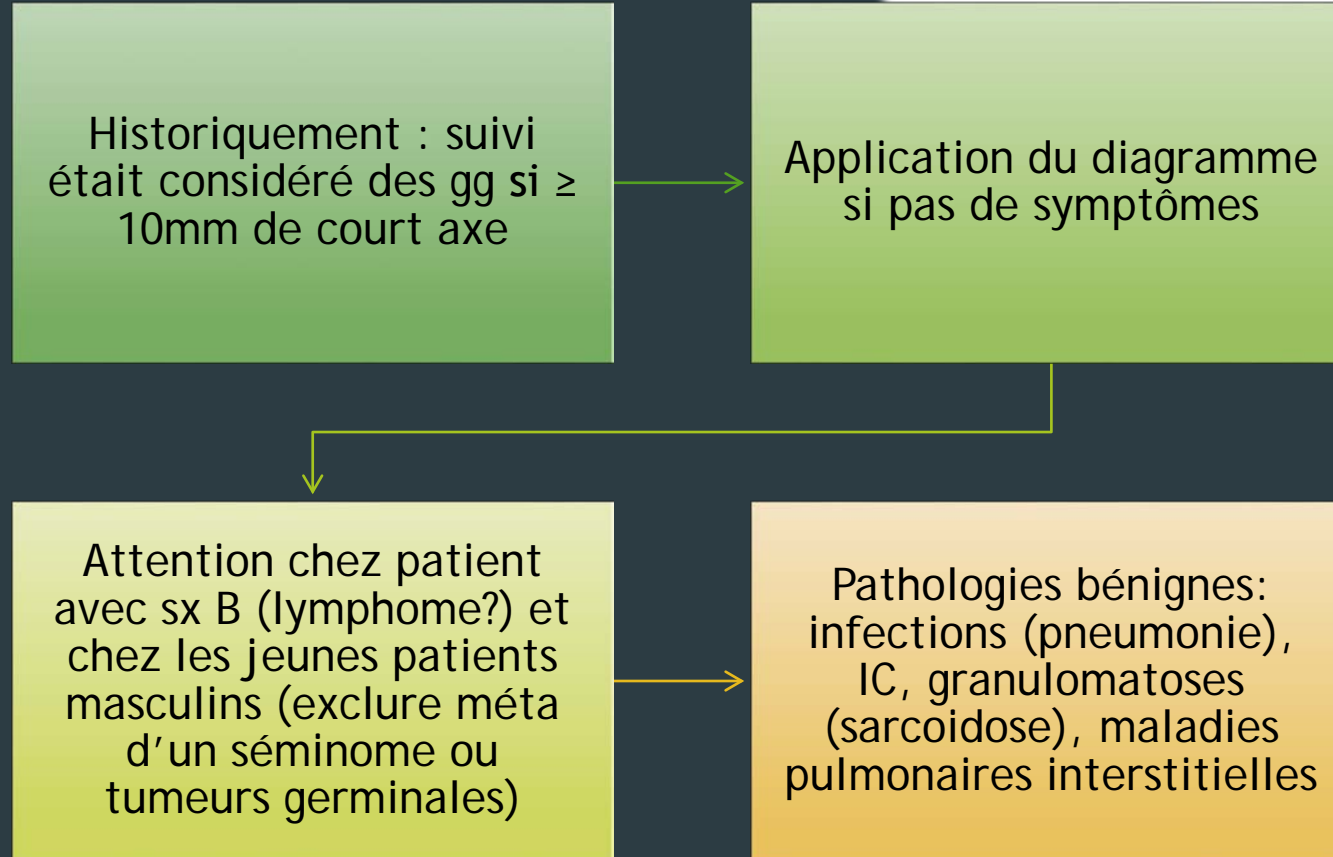 Historiquement : suivi
était considéré des gg si ≥
10mm de court axe
Application du diagramme
si pas de symptômes
Attention chez patient
avec sx B (lymphome?) et
chez les jeunes patients
masculins (exclure méta
d’un séminome ou
tumeurs germinales)
Pathologies bénignes:
infections (pneumonie),
IC, granulomatoses
(sarcoidose), maladies
pulmonaires interstitielles